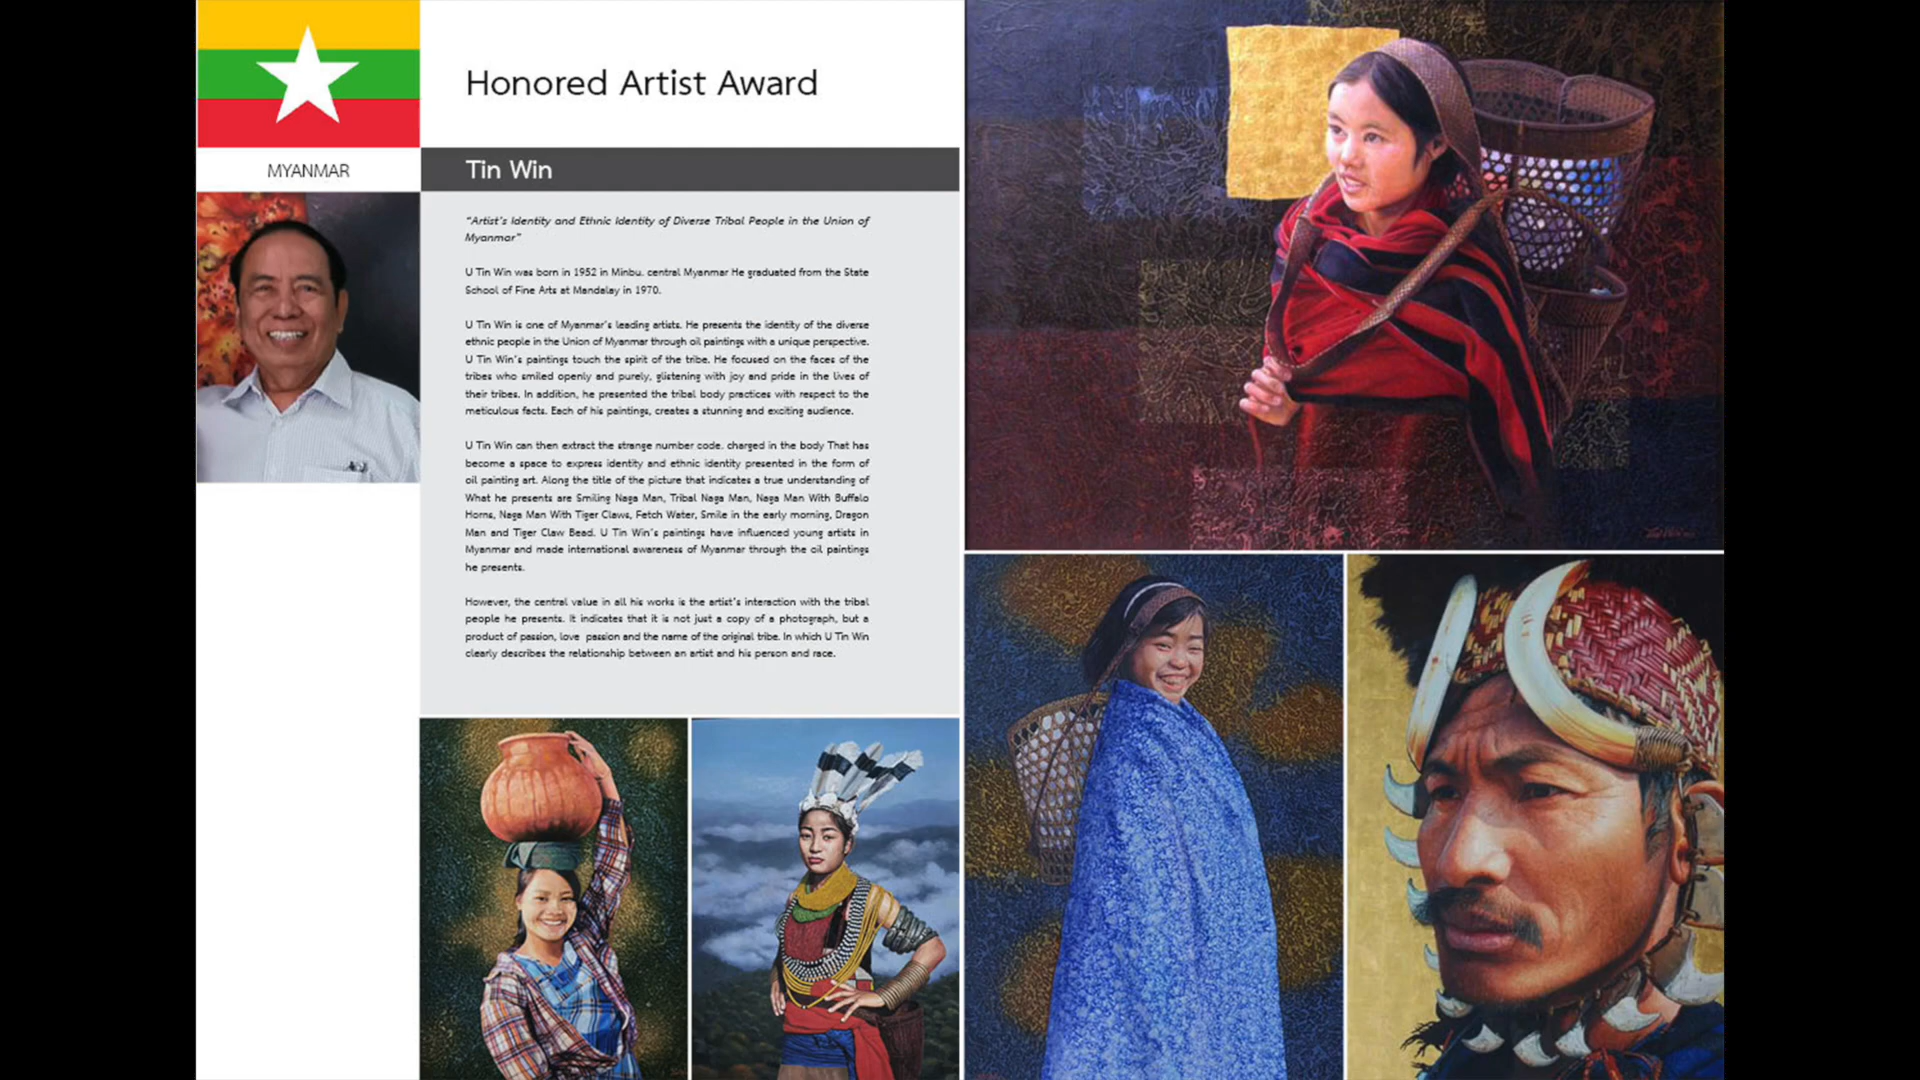 Honored Artist Award
MYANMAR
Tin Win
"Artist's Identity and Ethnic Identity of Diverse Tribal People in the Union of
Myanmar"
U Tin Win was born in 1952 in Minbu. central Myanmar He graduated from the State
School of Fine Arts at Mandalay in 1970.
U Tin Win is one of Myanmar's leading artists. He presents the identity of the diverse
ethnic people in the Union of Myanmar through oil paintings with a unique perspective.
U Tin Win's paintings touch the spirit of the tribe. He focused on the faces of the
tribes who smiled openly and purely, glistening with joy and pride in the lives of
their tribes. In addition, he presented the tribal body practices with respect to the
meticulous facts. Each of his paintings, creates a stunning and exciting audience.
U Tin Win can then extract the strange number code. charged in the body That has
become a space to express identity and ethnic identity presented in the form of
oil painting art. Along the title of the picture that indicates a true understanding of
What he presents are Smiling Naga Man, Tribal Naga Man, Naga Man With Buffalo
Horns, Naga Man With Tiger Claws, Fetch Water, Smile in the early morning, Dragon
Man and Tiger Claw Bead. U Tin Win's paintings have influenced young artists in
Myanmar and made international awareness of Myanmar through the oil paintings
he presents.
However, the central value in all his works is the artist's interaction with the tribal
people he presents. It indicates that it is not just a copy of a photograph, but a
product of passion, love passion and the name of the original tribe. In which U Tin Win
clearly describes the relationship between an artist and his person and race.